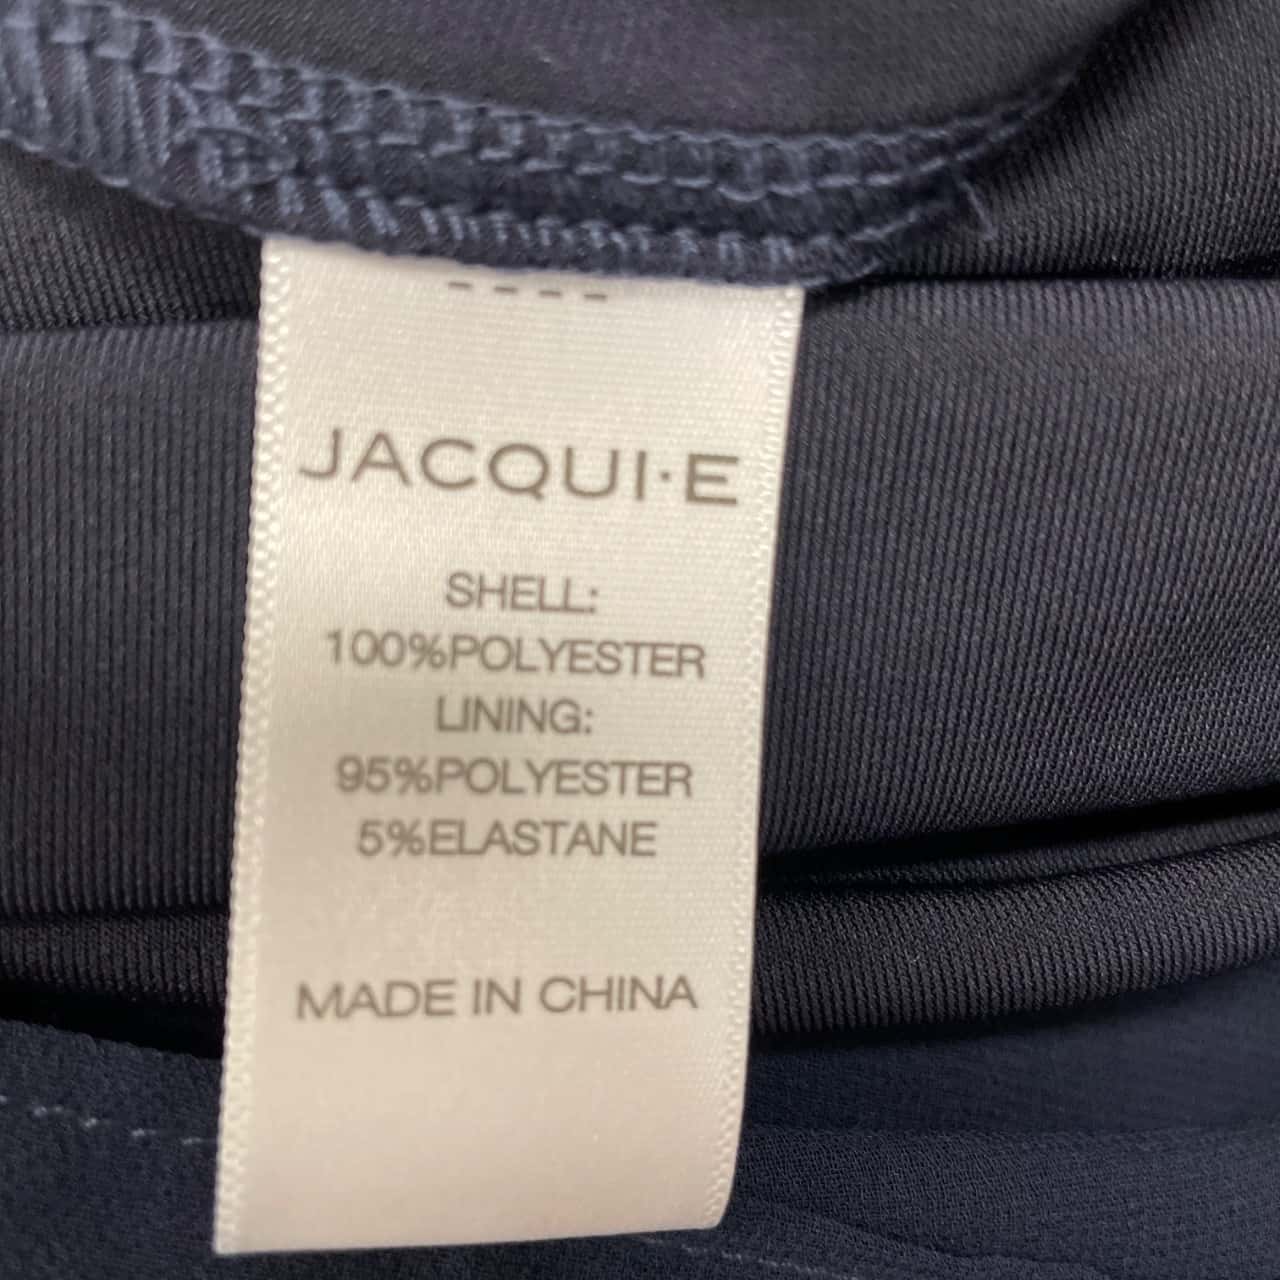 JACQUI·E
SHELL:
100%POLYESTER
LINING:
95%POLYESTER
5%ELASTANE
MADE IN CHINA